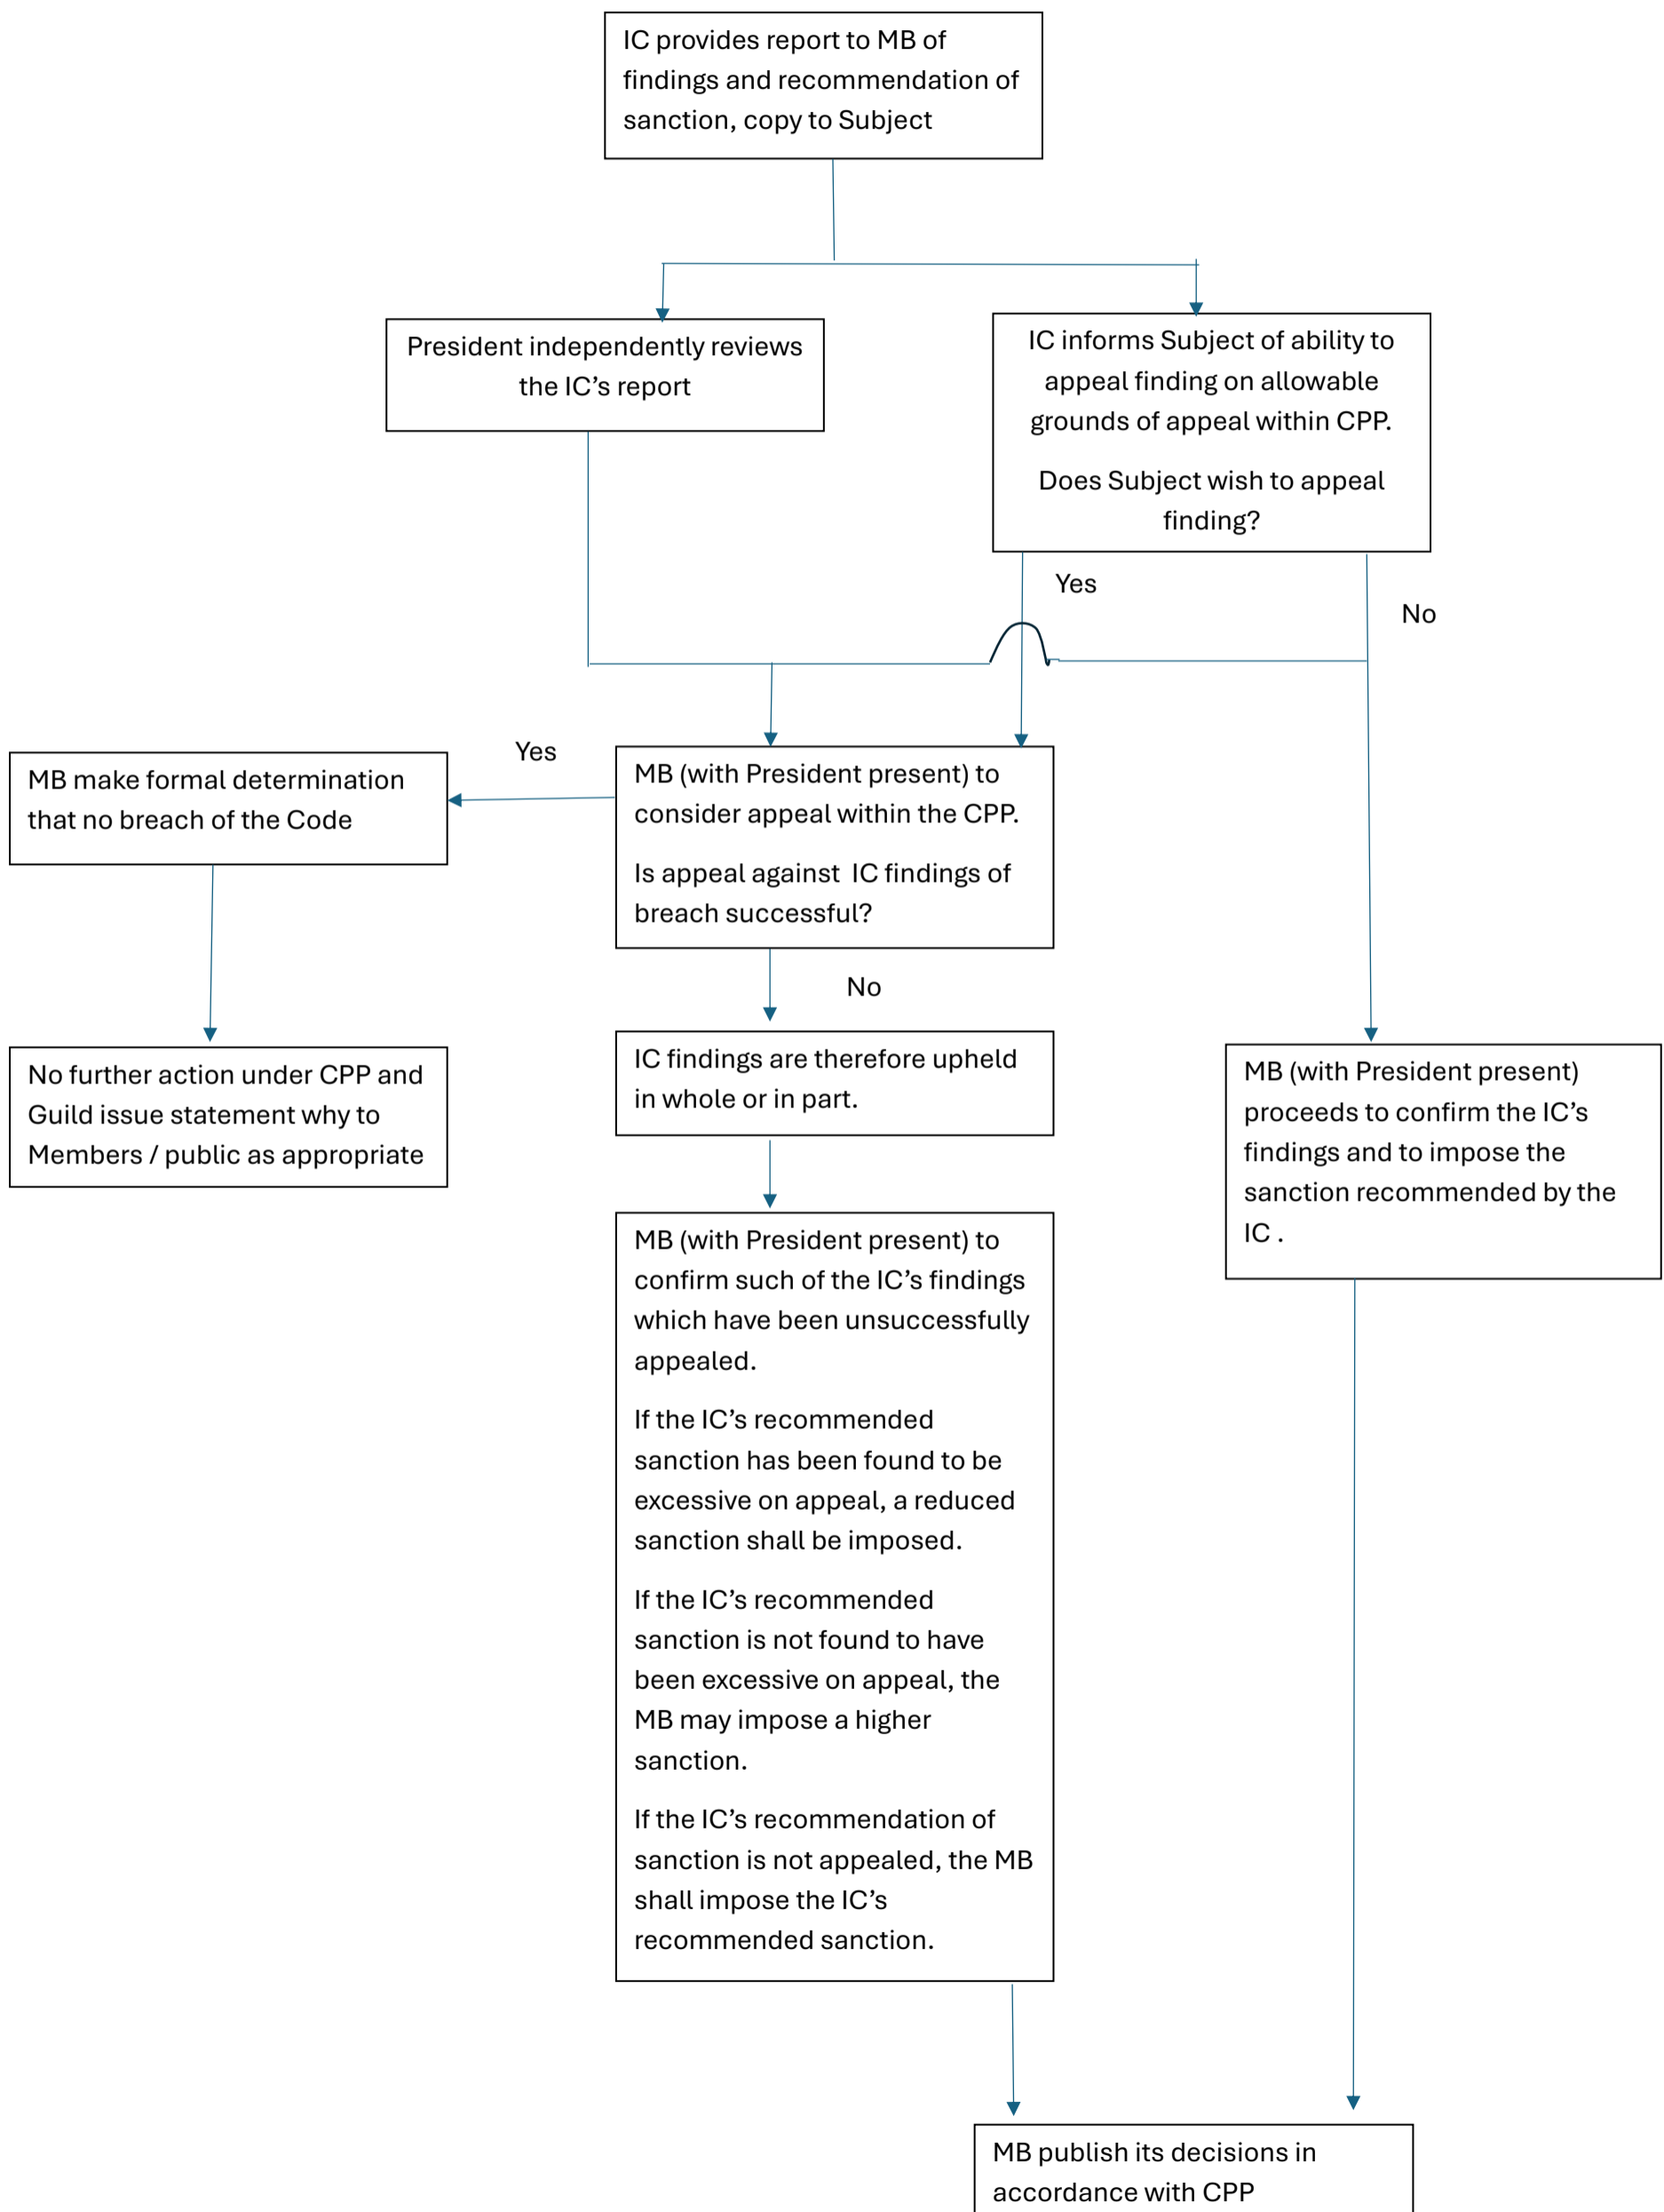 IC provides report to MB of
findings and recommendation of
sanction, copy to Subject
President independently reviews
the IC’s report
IC informs Subject of ability to
appeal finding on allowable
grounds of appeal within CPP.
Does Subject wish to appeal
finding?
Yes
No
Yes
MB make formal determination
that no breach of the Code
MB (with President present) to
consider appeal within the CPP.
Is appeal against  IC findings of
breach successful?
No
No further action under CPP and
Guild issue statement why to
Members / public as appropriate
IC findings are therefore upheld
in whole or in part.
MB (with President present)
proceeds to confirm the IC’s
findings and to impose the
sanction recommended by the
IC .
MB (with President present) to
confirm such of the IC’s findings
which have been unsuccessfully
appealed.
If the IC’s recommended
sanction has been found to be
excessive on appeal, a reduced
sanction shall be imposed.
If the IC’s recommended
sanction is not found to have
been excessive on appeal, the
MB may impose a higher
sanction.
If the IC’s recommendation of
sanction is not appealed, the MB
shall impose the IC’s
recommended sanction.
MB publish its decisions in
accordance with CPP